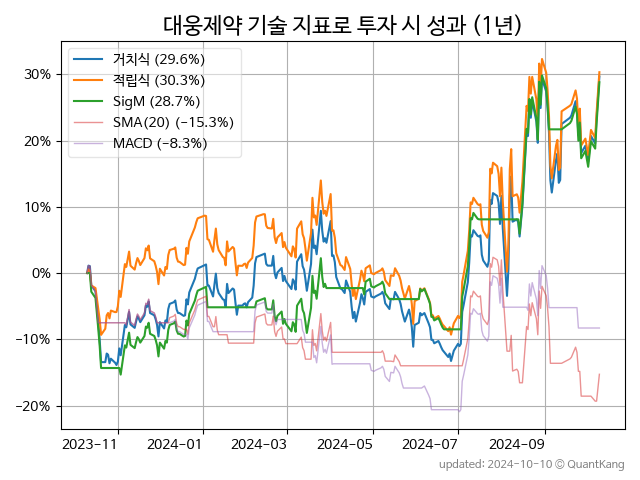 대웅제약 기술 지표로 투자 시 성과 (1년)
거치식 (29.6%)
적립식 (30.3%)
SigM (28.7%)
SMA(20) (−15.3%)
MACD (−8.3%)
30%
20%
10%
0%
−10%
−20%
2023-11 2024-01 2024-03 2024-05 2024-07 2024-09
updated: 2024-10-10 © QuantKang